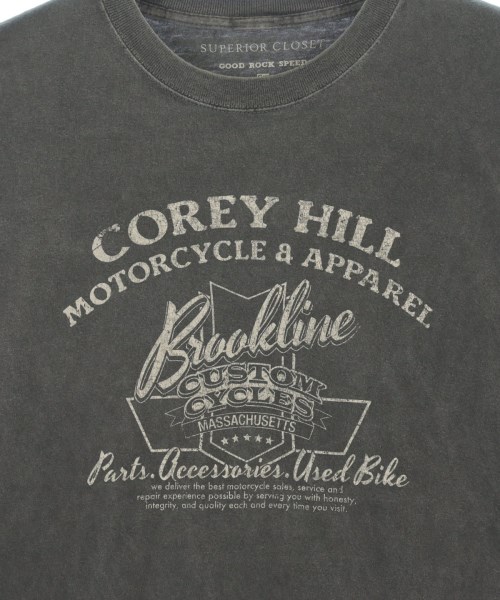 SUPERIOR CLOSET
GOOD ROCK SPEED
COREY HILL
MOTORCYCLE & APPAREL
Brookline
CUSTOM
CYCLES
MASSACHUSETTS
Parts.Accessories.Used Bike
we deliver the best motorcycle sales, service and
repair experience possible by serving you with honesty,
integrity, and quality each and every time you visit.